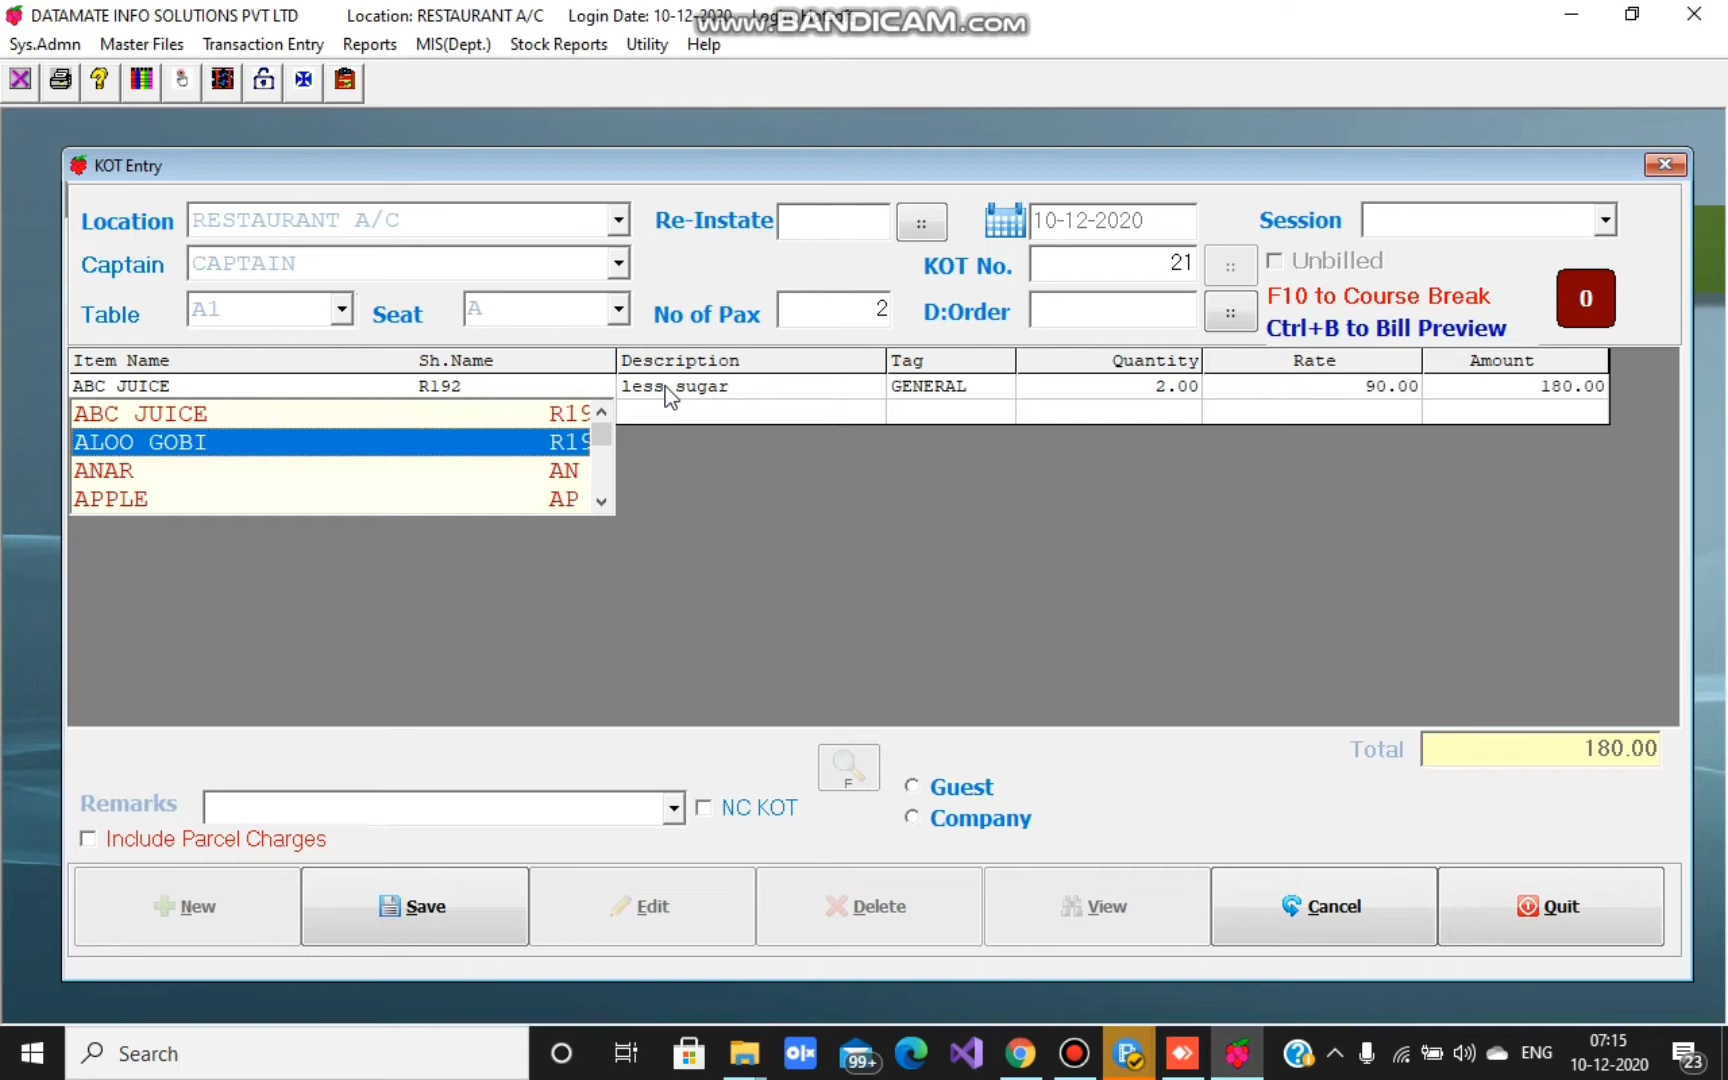 DATAMATE INFO SOLUTIONS PVT LTD Location: RESTAURANT A/C Login Date: 10-12-2020
www.BANDICAM.com
Sys.Admn Master Files Transaction Entry Reports MIS(Dept.) Stock Reports Utility Help
KOT Entry
Location RESTAURANT A/C Re-Instate :: 10-12-2020 Session
Captain CAPTAIN KOT No. 21 :: Unbilled
F10 to Course Break 0
Table A1 Seat A No of Pax 2 D:Order ::
Ctrl+B to Bill Preview
Item Name Sh.Name Description Tag Quantity Rate Amount
ABC JUICE R192 less sugar GENERAL 2.00 90.00 180.00
ABC JUICE R19
ALOO GOBI R19
ANAR AN
APPLE AP
Total 180.00
F
Guest
Remarks NC KOT
Company
Include Parcel Charges
New Save Edit Delete View Cancel Quit
Search 99+ ENG 07:15
10-12-2020 23
olx